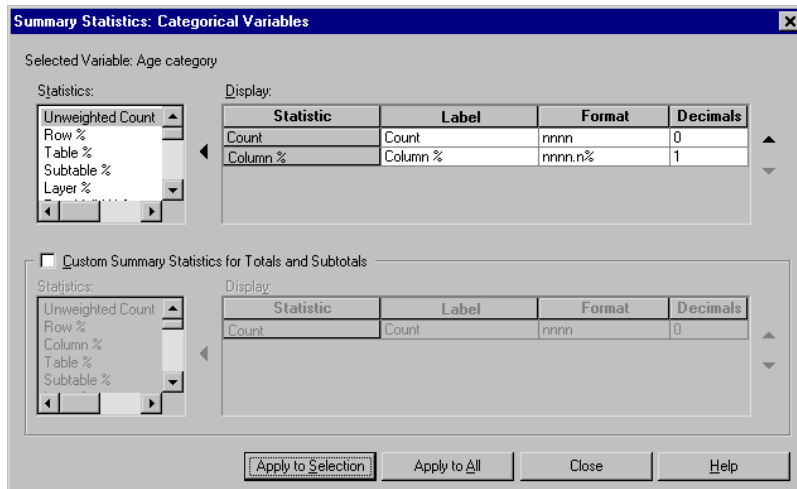 Summary Statistics: Categorical Variables
Selected Variable: Age category
Statistics:
Display:
Unweighted Count
Row %
Table %
Subtable %
Layer %
Statistic Label Format Decimals
Count Count nnnn 0
Column % Column % nnnn.n% 1
Custom Summary Statistics for Totals and Subtotals
Statistics:
Display:
Unweighted Count
Row %
Column %
Table %
Subtable %
Statistic Label Format Decimals
Count Count nnnn 0
Apply to Selection Apply to All Close Help